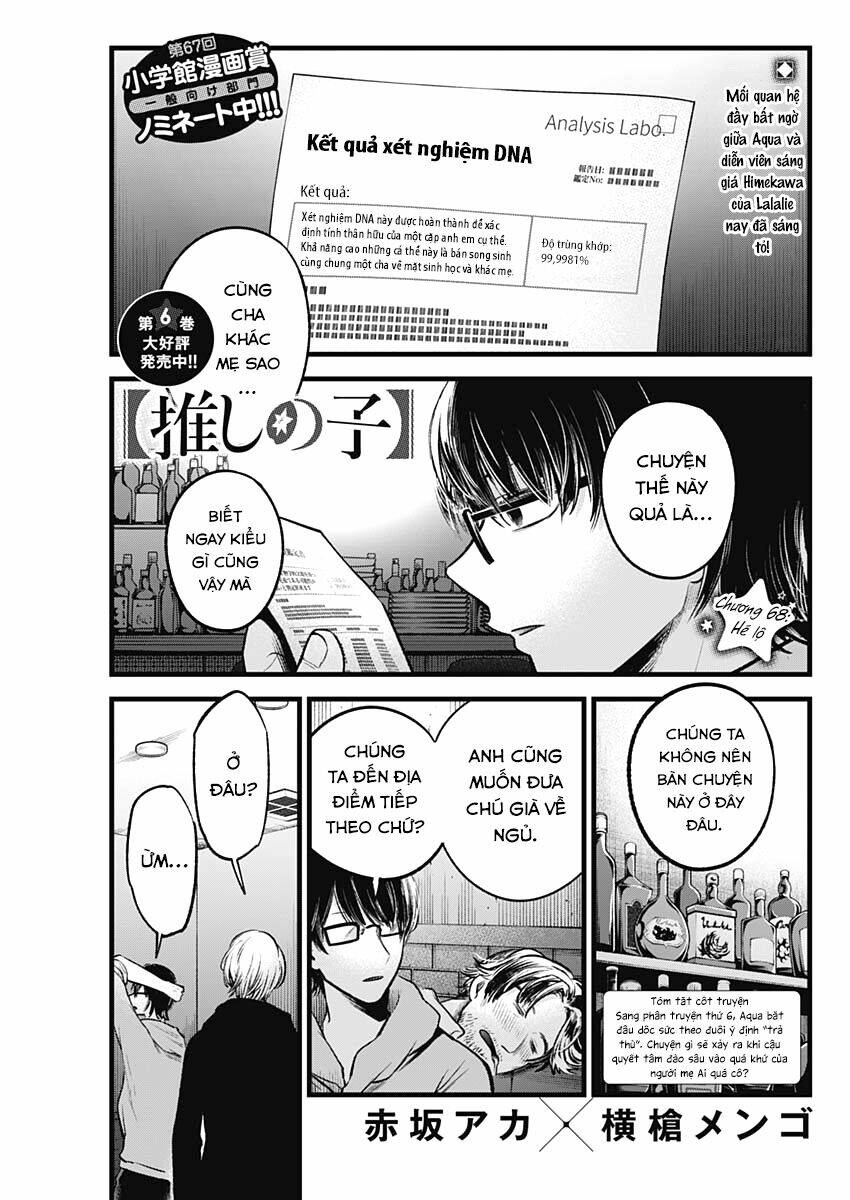 第67回
小学館漫画賞
一般向け部門
ノミネート中!!!
Mối quan hệ
đầy bất ngờ
giữa Aqua và
diễn viên sáng
giá Himekawa
của Lalalie
nay đã sáng
tỏ!
Analysis Labo.
Kết quả xét nghiệm DNA
報告日:
鑑定No:
Kết quả:
Xét nghiệm DNA này được hoàn thành để xác
định tính thân hữu của một cặp anh em cụ thể.
Khả năng cao những cá thể này là bán song sinh
cùng chung một cha về mặt sinh học và khác mẹ.
Độ trùng khớp:
99,9981%
CÙNG
CHA
KHÁC
MẸ SAO
...
第6巻
大好評
発売中!!
【推しの子】
CHUYỆN
THẾ NÀY
QUẢ LÀ...
BIẾT
NGAY KIỂU
GÌ CŨNG
VẬY MÀ
Chương 68:
Hé lộ
CHÚNG TA
KHÔNG NÊN
BÀN CHUYỆN
NÀY Ở ĐÂY
ĐÂU.
ANH CŨNG
MUỐN ĐƯA
CHÚ GIÀ VỀ
NGỦ.
CHÚNG
TA ĐẾN ĐỊA
ĐIỂM TIẾP
THEO CHỨ?
Ở
ĐÂU?
ỪM...
Tóm tắt cốt truyện
Sang phần truyện thứ 6, Aqua bắt
đầu dốc sức theo đuổi ý định "trả
thù". Chuyện gì sẽ xảy ra khi cậu
quyết tâm đào sâu vào quá khứ của
người mẹ Ai quá cố?
赤坂アカ×横槍メンゴ